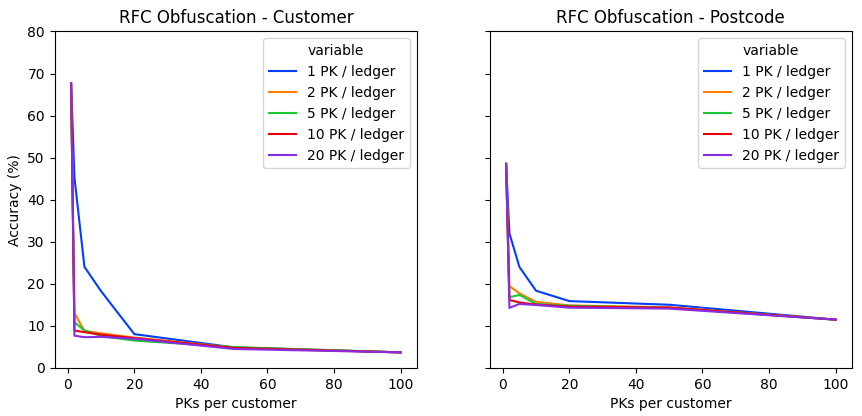 RFC Obfuscation - Customer
Accuracy (%)
80
70
60
50
40
30
20
10
0
0 20 40 60 80 100
PKs per customer
variable
1 PK / ledger
2 PK / ledger
5 PK / ledger
10 PK / ledger
20 PK / ledger
RFC Obfuscation - Postcode
0 20 40 60 80 100
PKs per customer
variable
1 PK / ledger
2 PK / ledger
5 PK / ledger
10 PK / ledger
20 PK / ledger